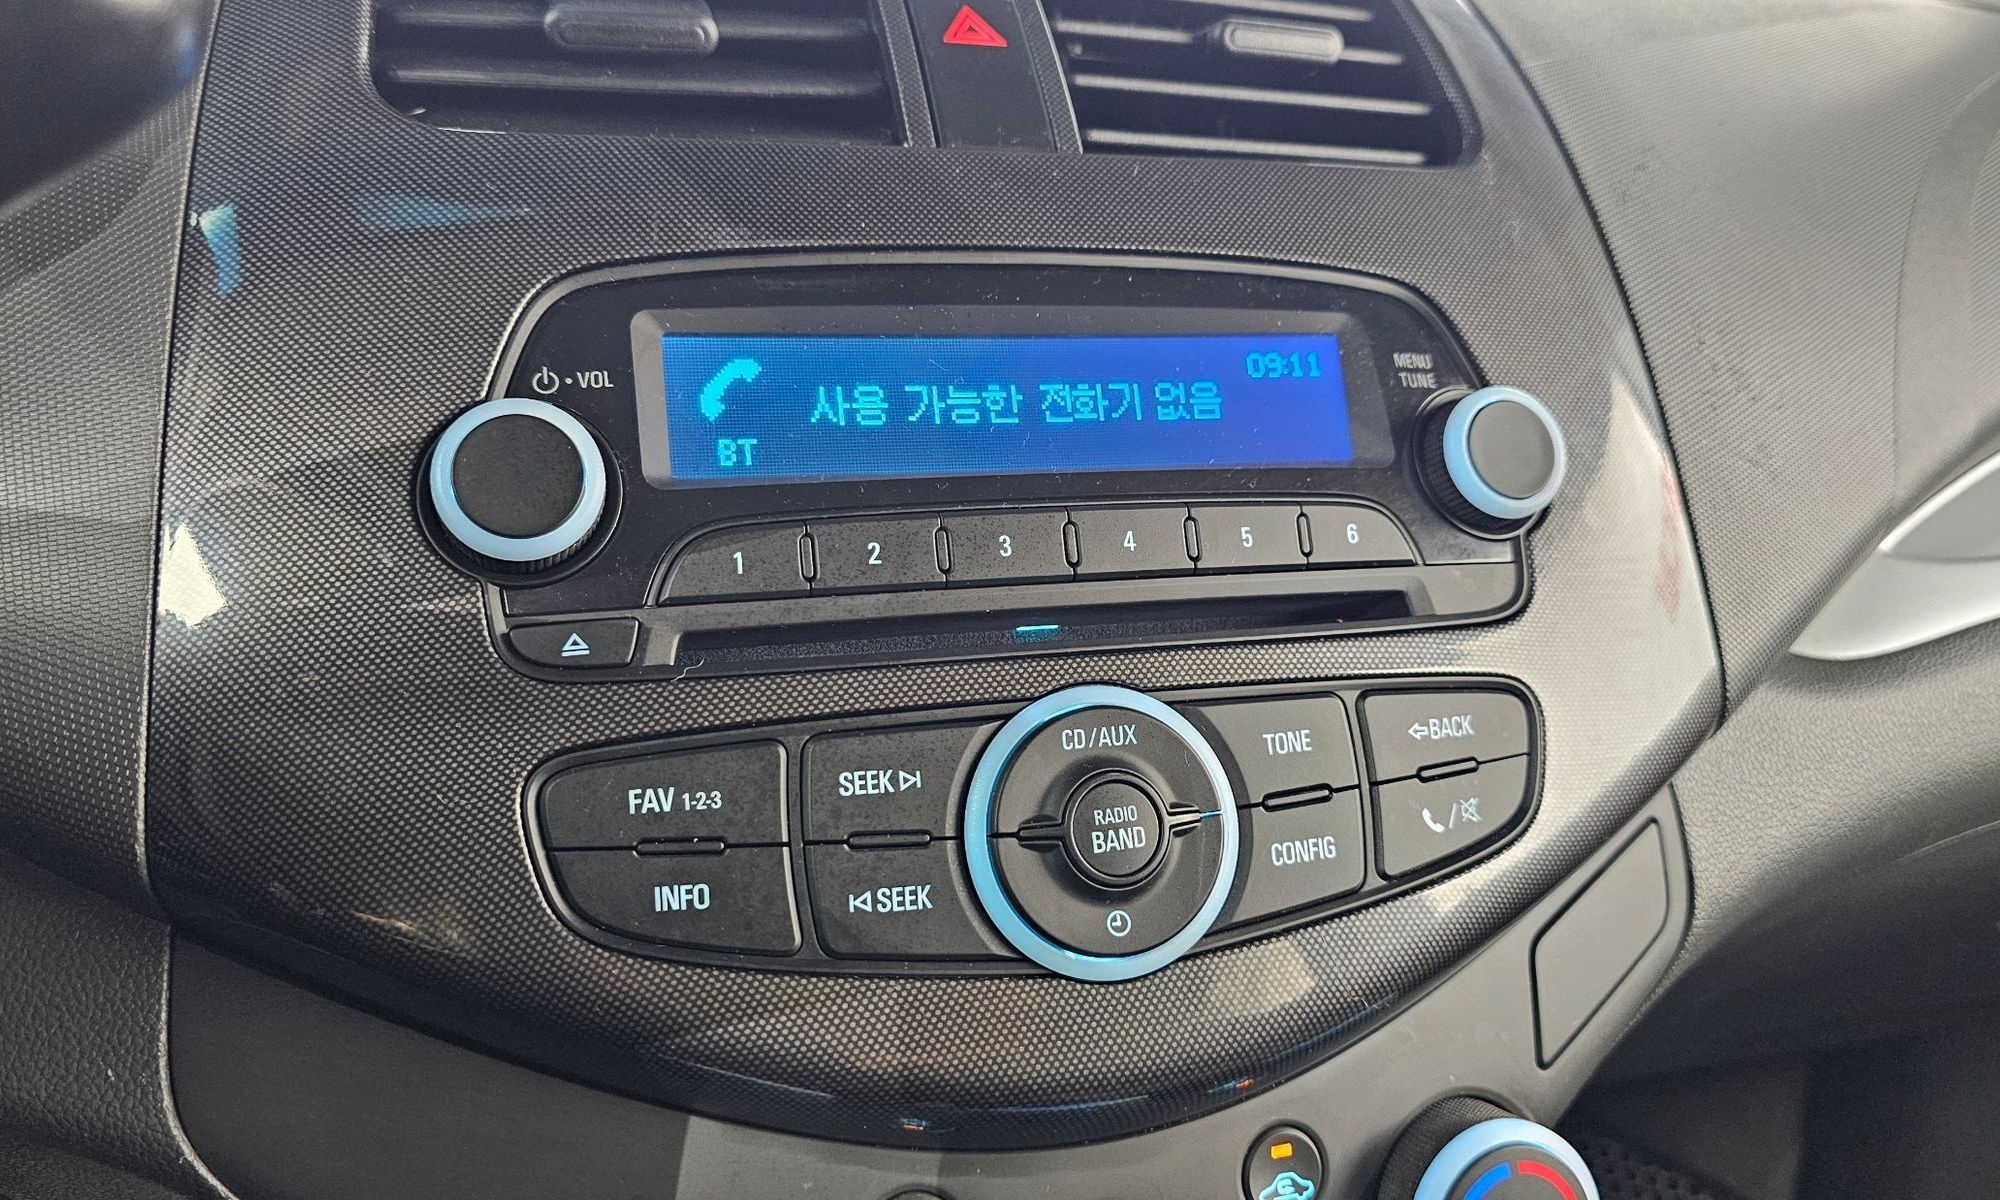 VOL
09:11
사용 가능한 전화기 없음
BT
MENU
TUNE
1
2
3
4
5
6
CD/AUX
RADIO
BAND
FAV 1-2-3
INFO
SEEK
SEEK
TONE
CONFIG
BACK